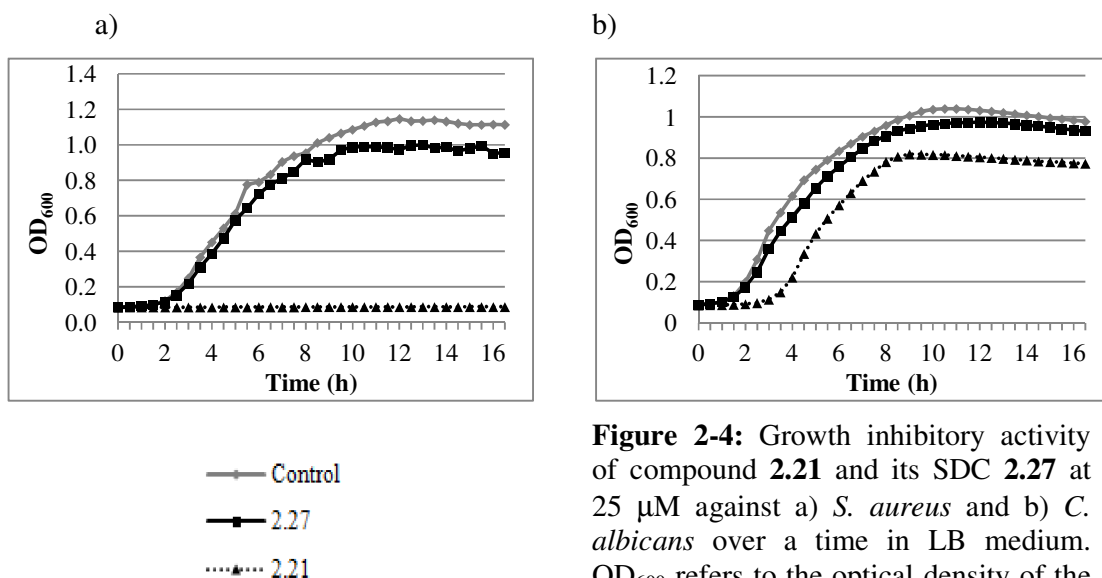 a)
1.4
1.2
1.0
0.8
0.6
0.4
0.2
0.0
OD600
0 2 4 6 8 10 12 14 16
Time (h)
Control
2.27
2.21
b)
1.2
1
0.8
0.6
0.4
0.2
0
OD600
0 2 4 6 8 10 12 14 16
Time (h)
Figure 2-4: Growth inhibitory activity
of compound 2.21 and its SDC 2.27 at
25 μM against a) S. aureus and b) C.
albicans over a time in LB medium.
OD600 refers to the optical density of the